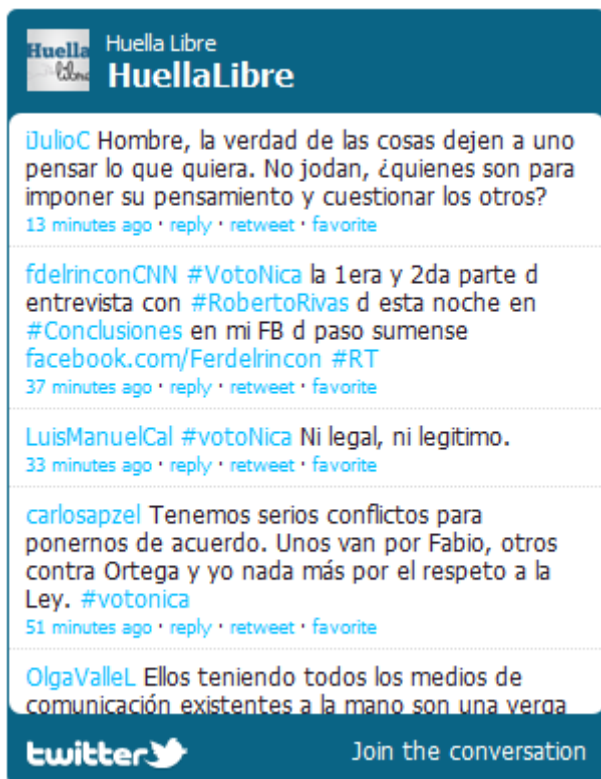 Huella
libre
Huella Libre
HuellaLibre
iJulioC Hombre, la verdad de las cosas dejen a uno
pensar lo que quiera. No jodan, ¿quienes son para
imponer su pensamiento y cuestionar los otros?
13 minutes ago · reply · retweet · favorite
fdelrinconCNN #VotoNica la 1era y 2da parte d
entrevista con #RobertoRivas d esta noche en
#Conclusiones en mi FB d paso sumense
facebook.com/Ferdelrincon #RT
37 minutes ago · reply · retweet · favorite
LuisManuelCal #votoNica Ni legal, ni legitimo.
33 minutes ago · reply · retweet · favorite
carlosapzel Tenemos serios conflictos para
ponernos de acuerdo. Unos van por Fabio, otros
contra Ortega y yo nada más por el respeto a la
Ley. #votonica
51 minutes ago · reply · retweet · favorite
OlgaValleL Ellos teniendo todos los medios de
comunicación existentes a la mano son una verga
twitter
Join the conversation